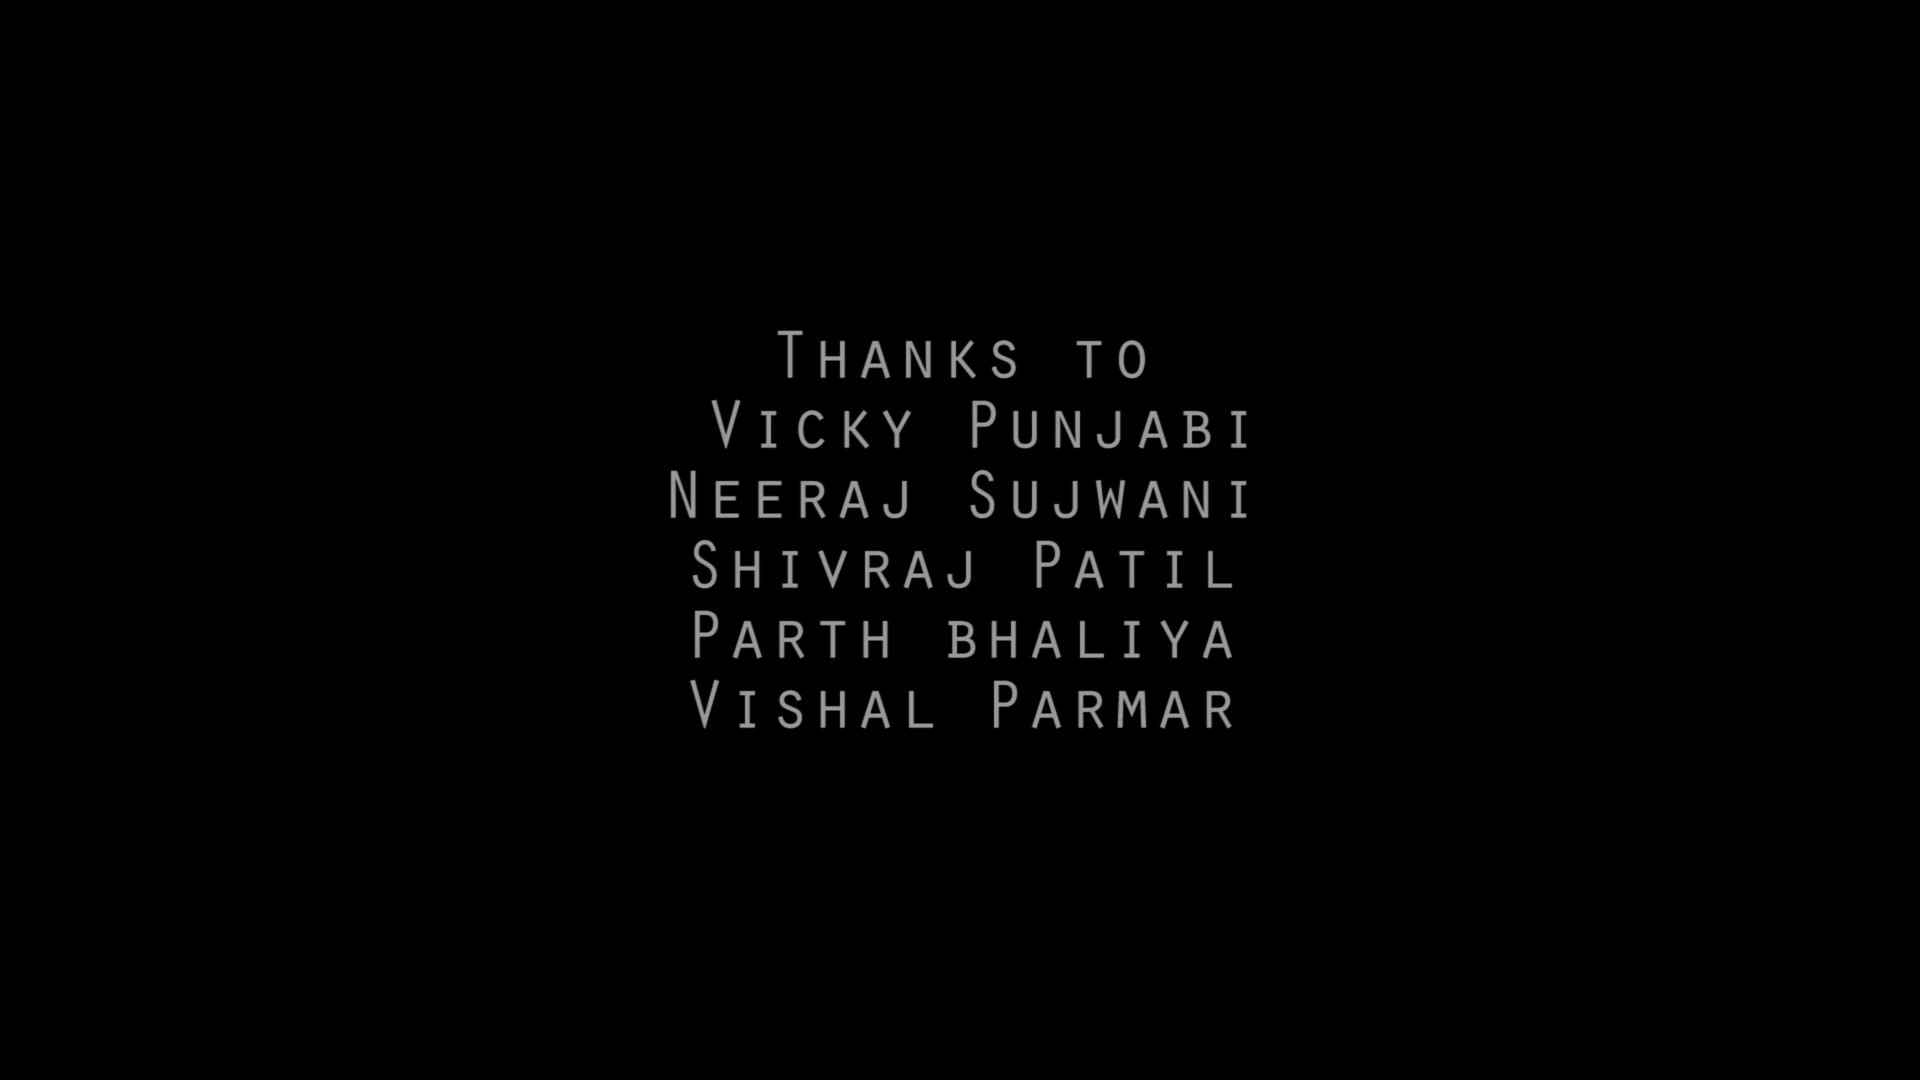 Thanks to
Vicky Punjabi
Neeraj Sujwani
Shivraj Patil
Parth bhaliya
Vishal Parmar